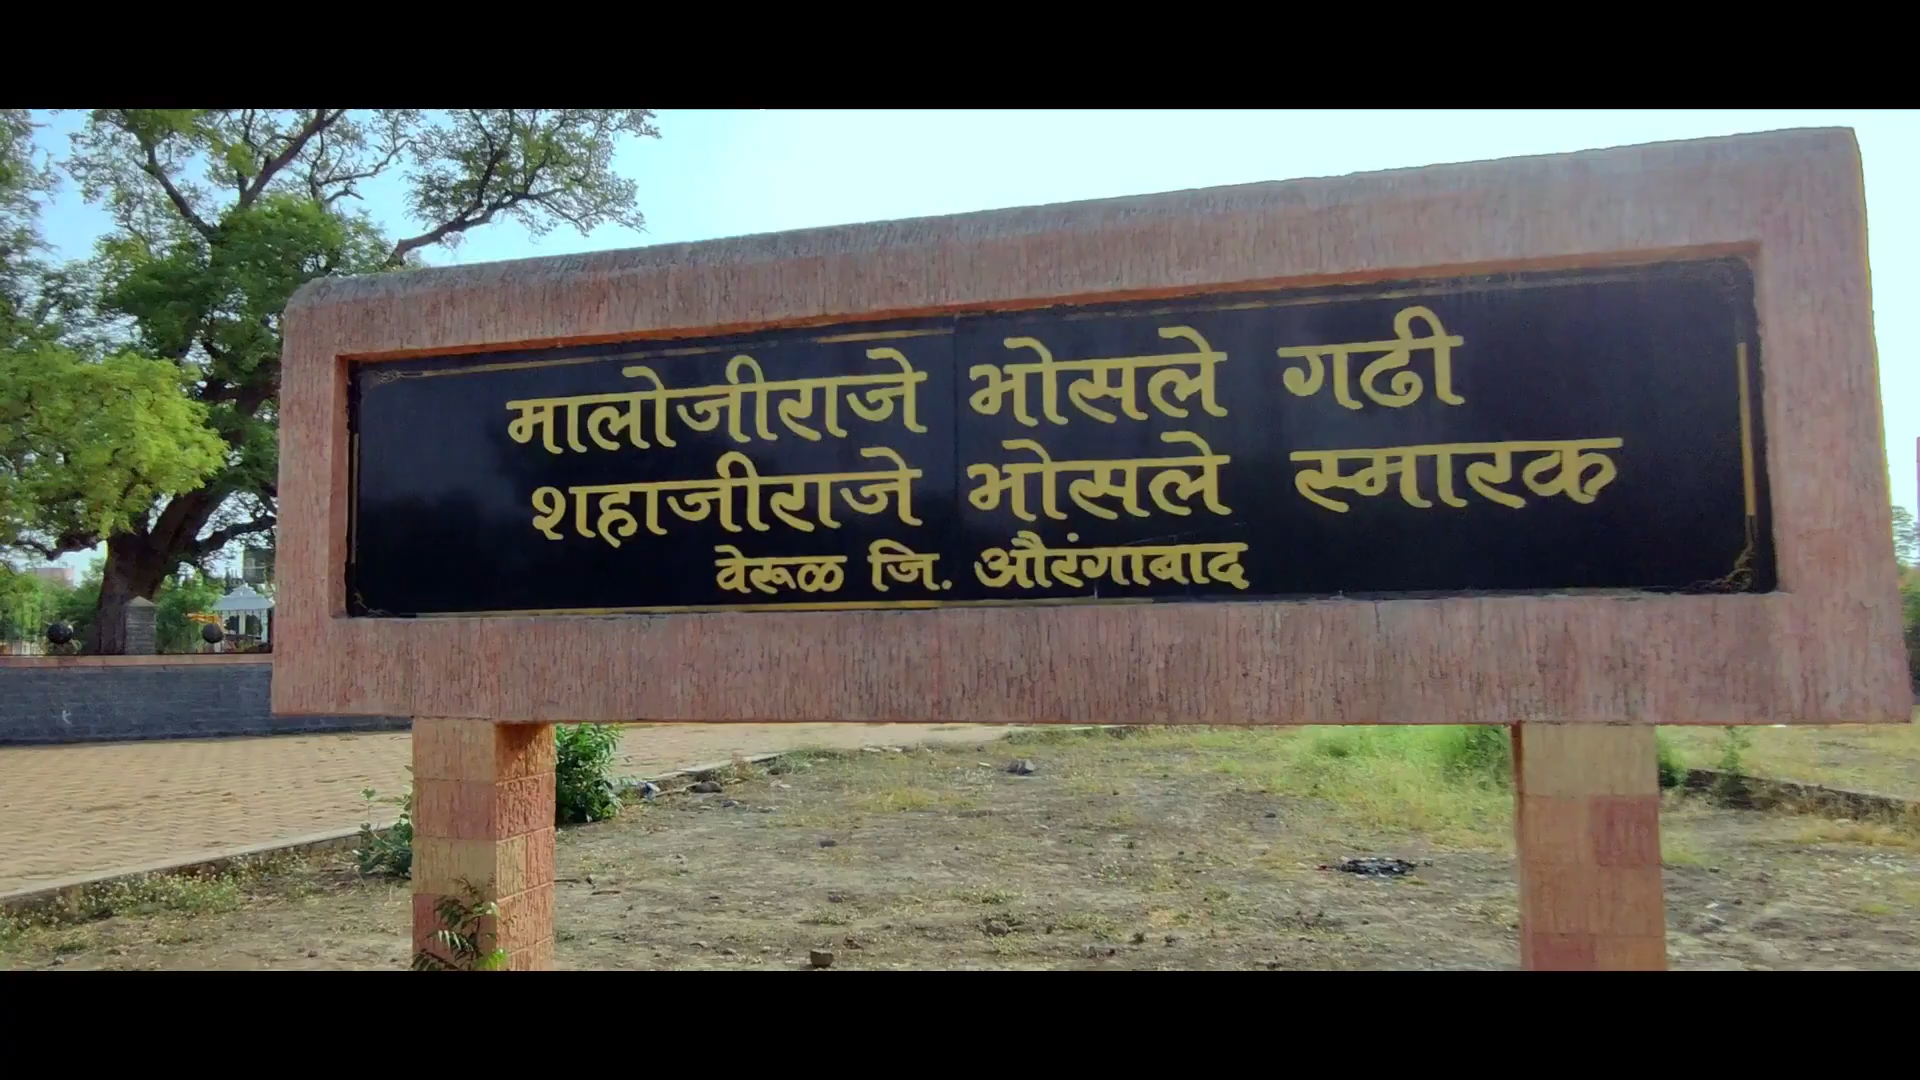 मालोजीराजे भोसले गढी
शहाजीराजे भोसले स्मारक
वेरूळ जि. औरंगाबाद